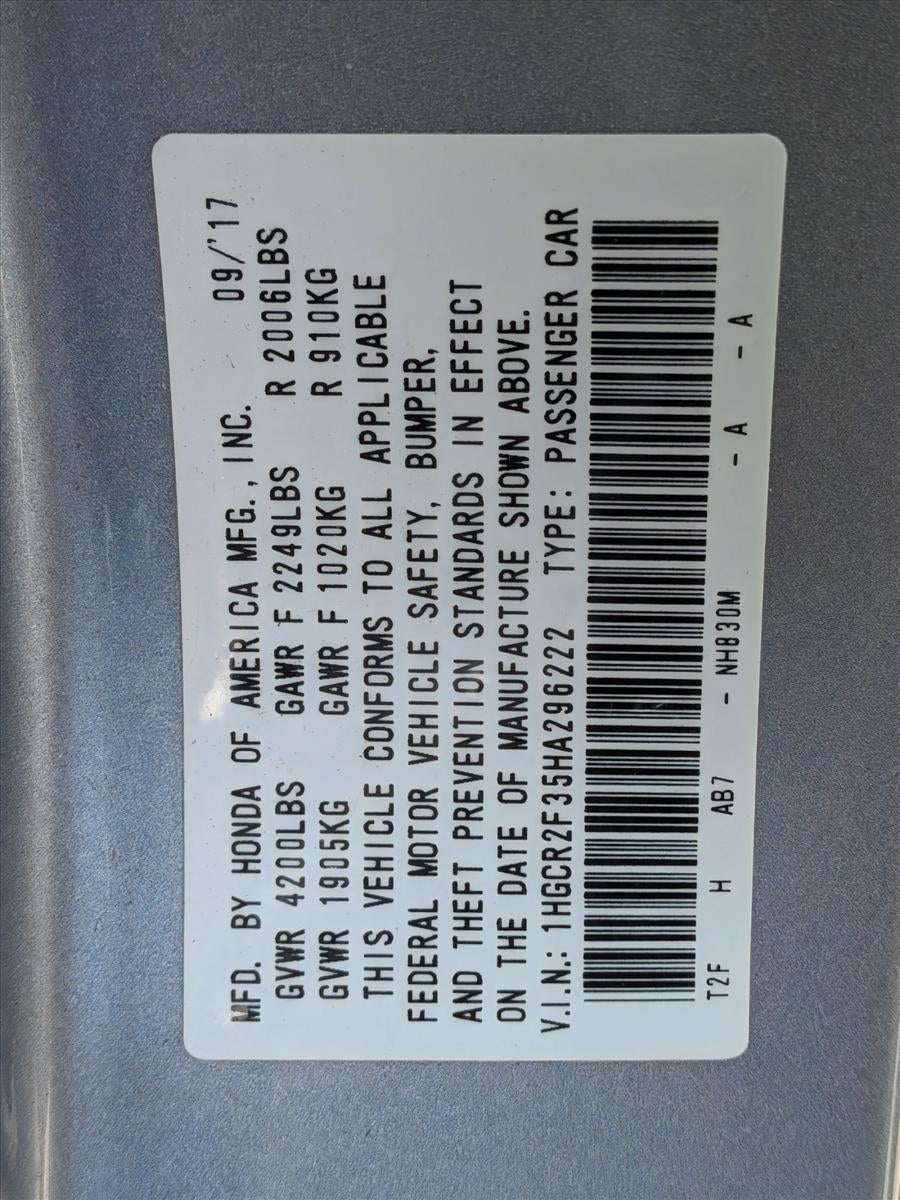 MFD. BY HONDA OF AMERICA MFG., INC. 09/'17
GVWR 4200LBS GAWR F 2249LBS R 2006LBS
GVWR 1905KG GAWR F 1020KG R 910KG
THIS VEHICLE CONFORMS TO ALL APPLICABLE
FEDERAL MOTOR VEHICLE SAFETY, BUMPER,
AND THEFT PREVENTION STANDARDS IN EFFECT
ON THE DATE OF MANUFACTURE SHOWN ABOVE.
V.I.N.: 1HGCR2F35HA296222 TYPE: PASSENGER CAR
T2F H AB7 - NH830M - A - A